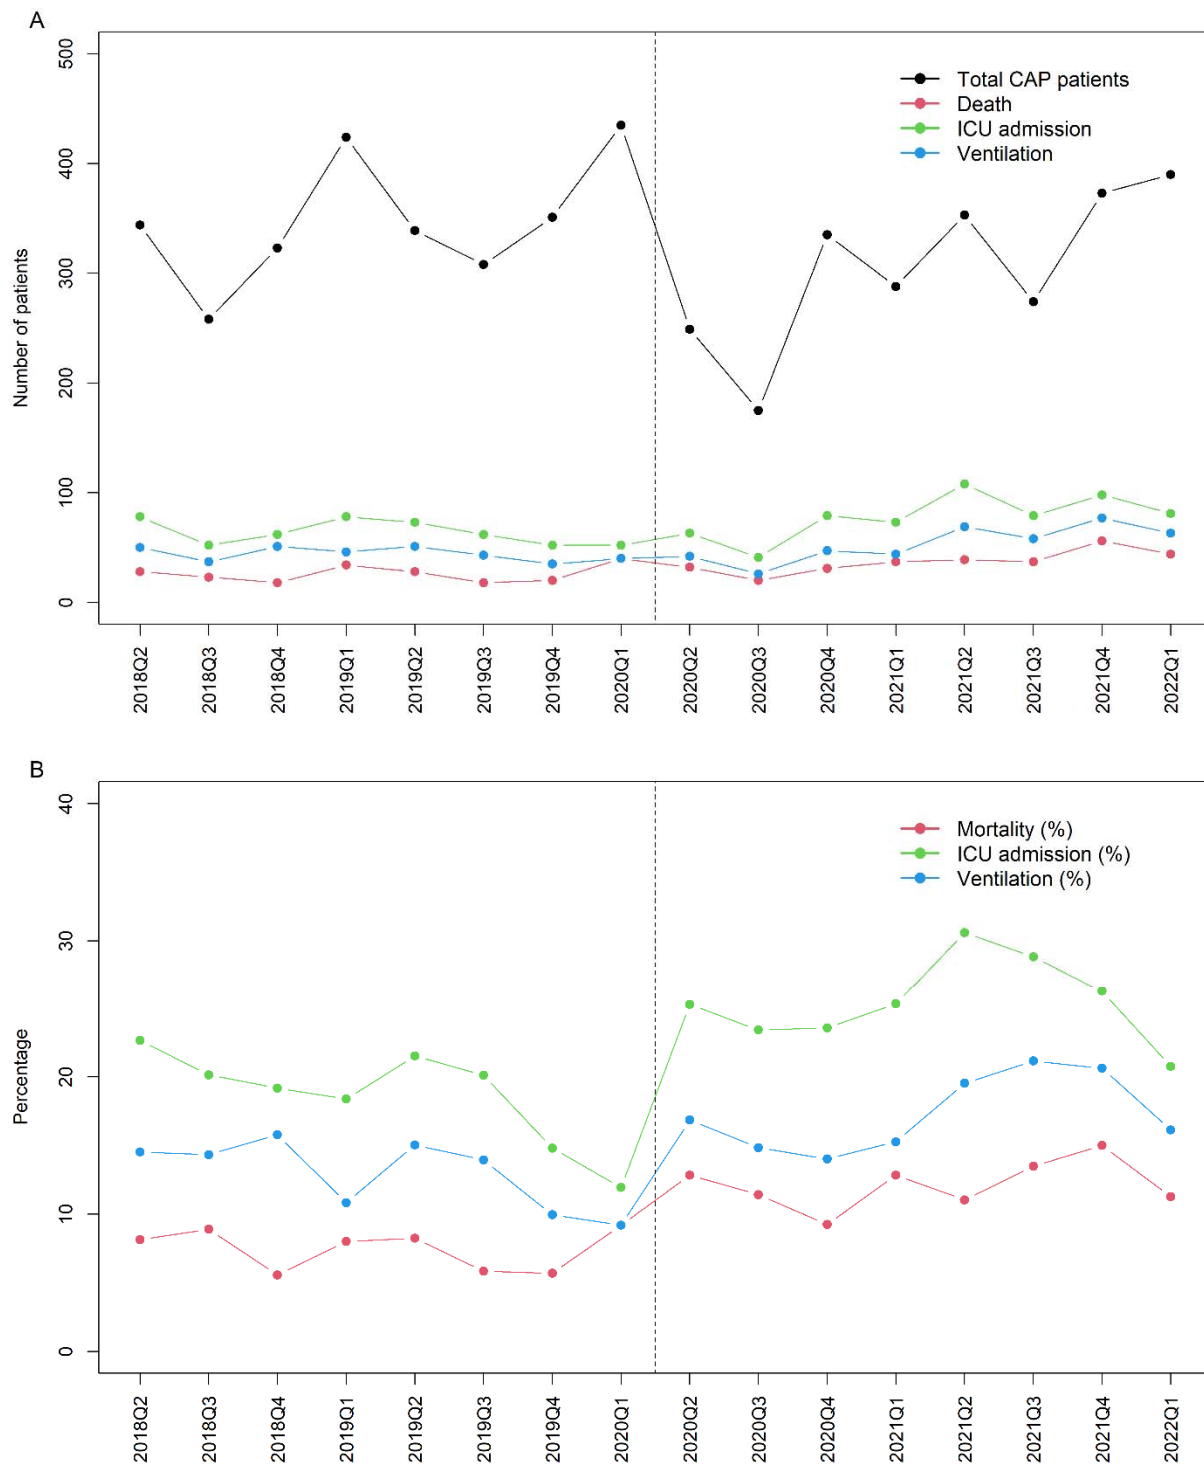 A
500
400
300
200
100
0
Number of patients
Total CAP patients
Death
ICU admission
Ventilation
2018Q2
2018Q3
2018Q4
2019Q1
2019Q2
2019Q3
2019Q4
2020Q1
2020Q2
2020Q3
2020Q4
2021Q1
2021Q2
2021Q3
2021Q4
2022Q1
B
40
30
20
10
0
Percentage
Mortality (%)
ICU admission (%)
Ventilation (%)
2018Q2
2018Q3
2018Q4
2019Q1
2019Q2
2019Q3
2019Q4
2020Q1
2020Q2
2020Q3
2020Q4
2021Q1
2021Q2
2021Q3
2021Q4
2022Q1